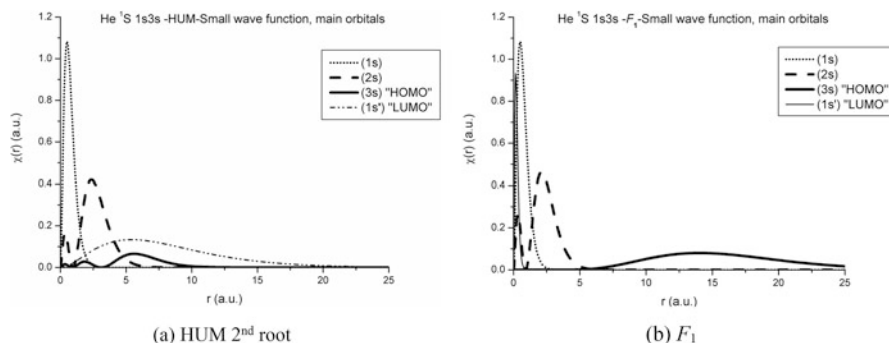 He ¹S 1s3s -HUM-Small wave function, main orbitals
(1s)
(2s)
(3s) "HOMO"
(1s') "LUMO"
χ(r) (a.u.)
1.2
1.0
0.8
0.6
0.4
0.2
0.0
0 5 10 15 20 25
r (a.u.)
(a) HUM 2ⁿᵈ root
He ¹S 1s3s -F₁-Small wave function, main orbitals
(1s)
(2s)
(3s) "HOMO"
(1s') "LUMO"
χ(r) (a.u.)
1.2
1.0
0.8
0.6
0.4
0.2
0.0
0 5 10 15 20 25
r (a.u.)
(b) F₁